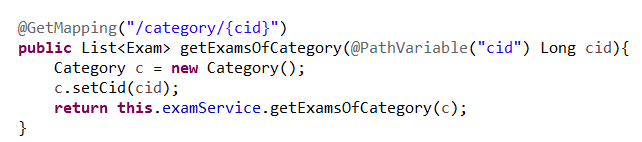 @GetMapping("/category/{cid}")
public List<Exam> getExamsOfCategory(@PathVariable("cid") Long cid){
    Category c = new Category();
    c.setCid(cid);
    return this.examService.getExamsOfCategory(c);
}